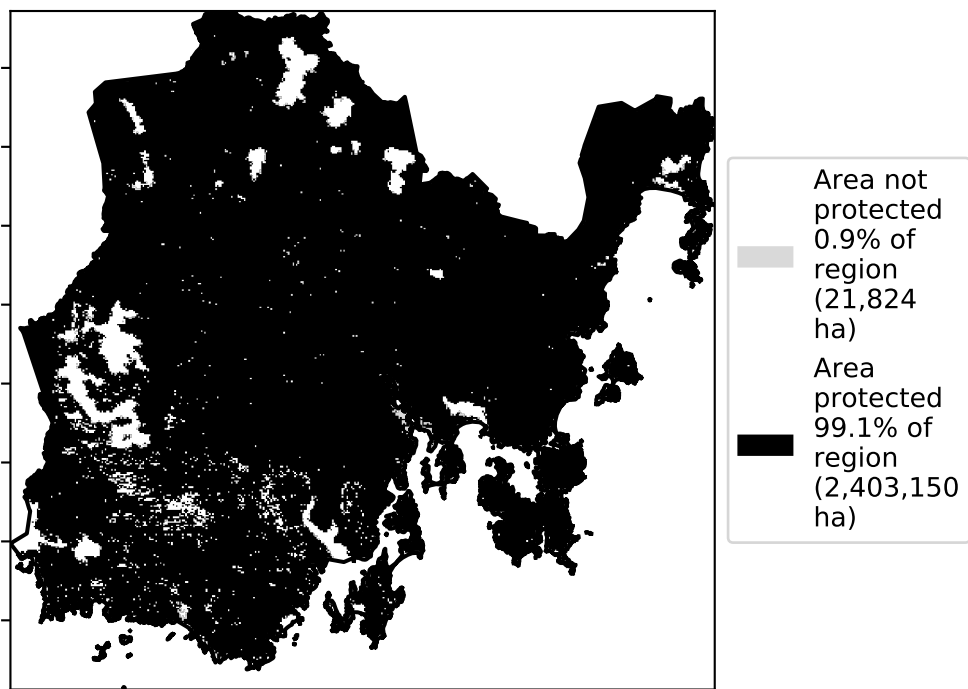 Area not
protected
0.9% of
region
(21,824
ha)
Area
protected
99.1% of
region
(2,403,150
ha)